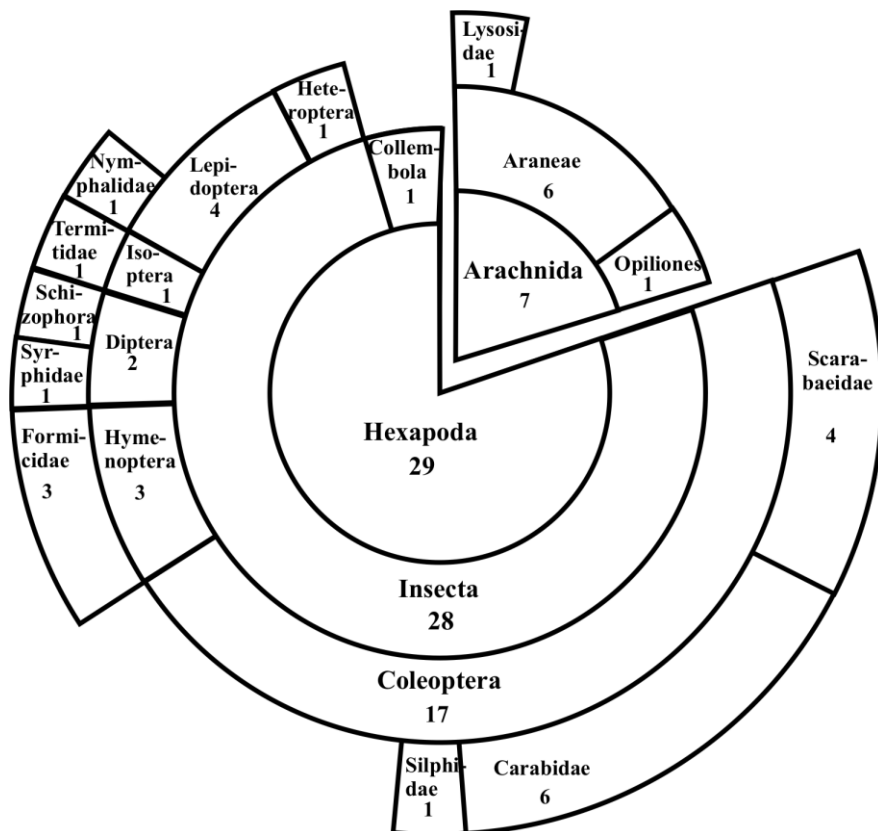 Lysosi-
dae
1
Araneae
6
Opiliones
1
Arachnida
7
Hete-
roptera
1
Collem-
bola
1
Lepi-
doptera
4
Nym-
phalidae
1
Termi-
tidae
1
Iso-
ptera
1
Schi-
zophora
1
Diptera
2
Syr-
phidae
1
Formi-
cidae
3
Hyme-
noptera
3
Hexapoda
29
Insecta
28
Coleoptera
17
Scara-
baeidae
4
Silphi-
dae
1
Carabidae
6